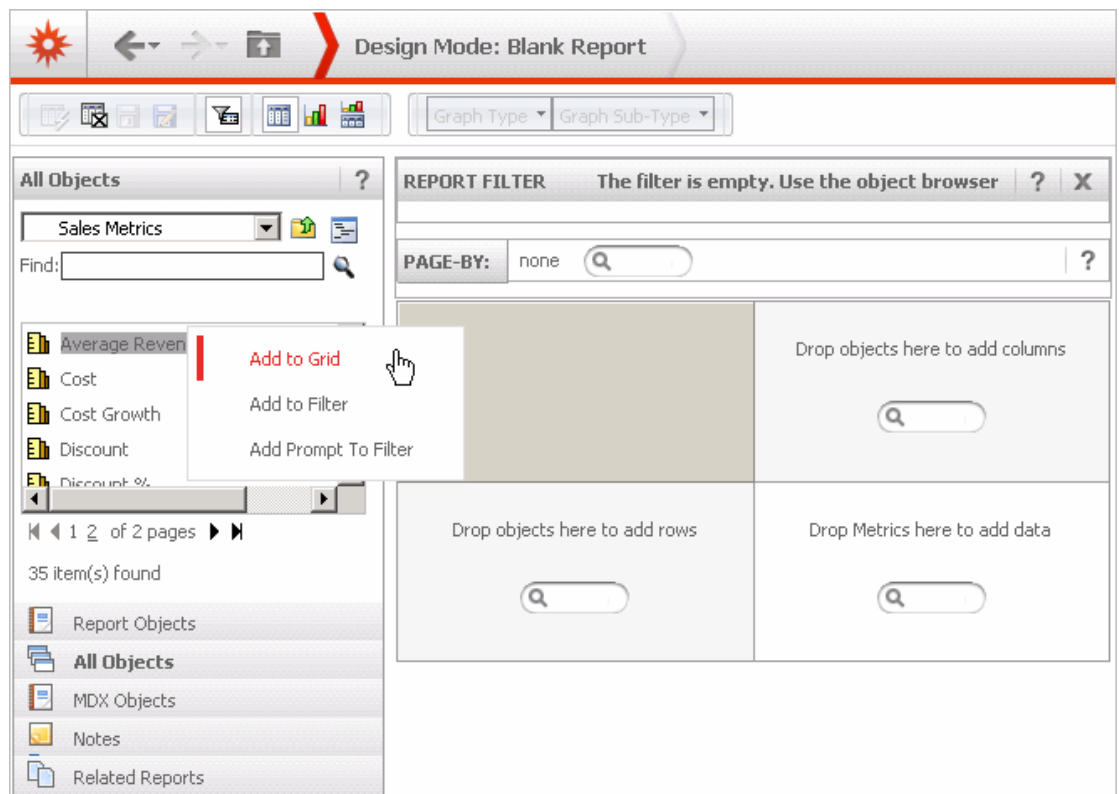 Design Mode: Blank Report
Graph Type Graph Sub-Type
All Objects ?
REPORT FILTER The filter is empty. Use the object browser ? X
Sales Metrics
Find:
PAGE-BY: none ?
Average Reven
Cost
Cost Growth
Discount
Discount %
Add to Grid
Add to Filter
Add Prompt To Filter
Drop objects here to add columns
Drop objects here to add rows
Drop Metrics here to add data
1 2 of 2 pages
35 item(s) found
Report Objects
All Objects
MDX Objects
Notes
Related Reports